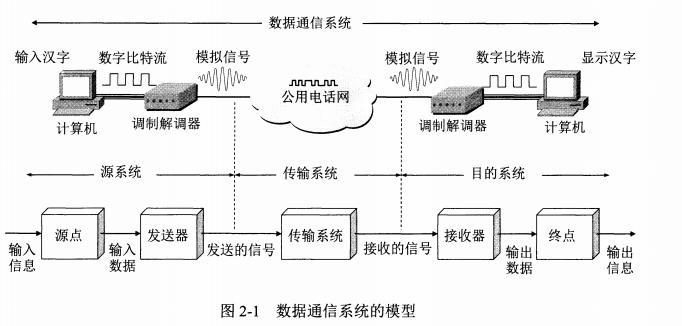 数据通信系统
输入汉字
数字比特流
模拟信号
模拟信号
数字比特流
显示汉字
公用电话网
计算机
调制解调器
调制解调器
计算机
源系统
传输系统
目的系统
源点
发送器
传输系统
接收器
终点
输入
信息
输入
数据
发送的信号
接收的信号
输出
数据
输出
信息
图 2-1 数据通信系统的模型